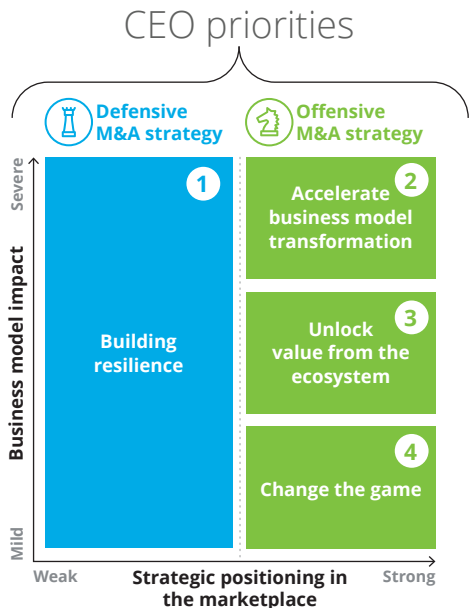 CEO priorities
Defensive
M&A strategy
Offensive
M&A strategy
Severe
Business model impact
Mild
1
Building
resilience
2
Accelerate
business model
transformation
3
Unlock
value from the
ecosystem
4
Change the game
Weak
Strategic positioning in
the marketplace
Strong